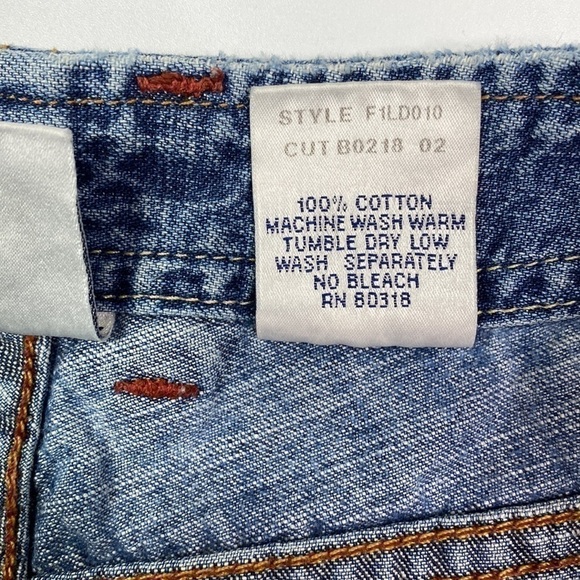 STYLE F1LD010
CUT B0218 02
100% COTTON
MACHINE WASH WARM
TUMBLE DRY LOW
WASH SEPARATELY
NO BLEACH
RN 80318